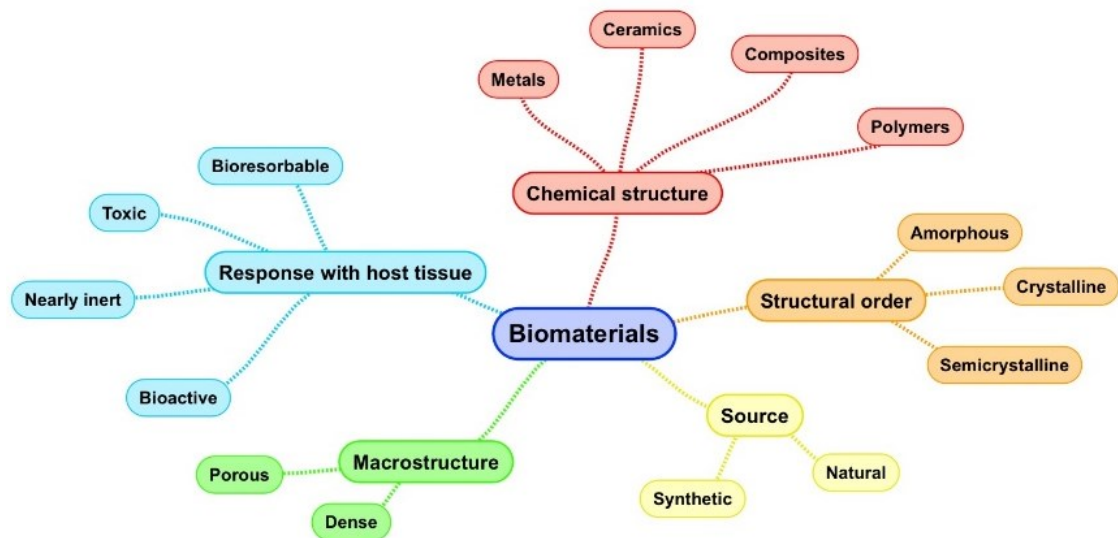 Ceramics
Composites
Metals
Polymers
Chemical structure
Bioresorbable
Toxic
Response with host tissue
Nearly inert
Bioactive
Amorphous
Crystalline
Structural order
Semicrystalline
Biomaterials
Source
Natural
Synthetic
Macrostructure
Porous
Dense